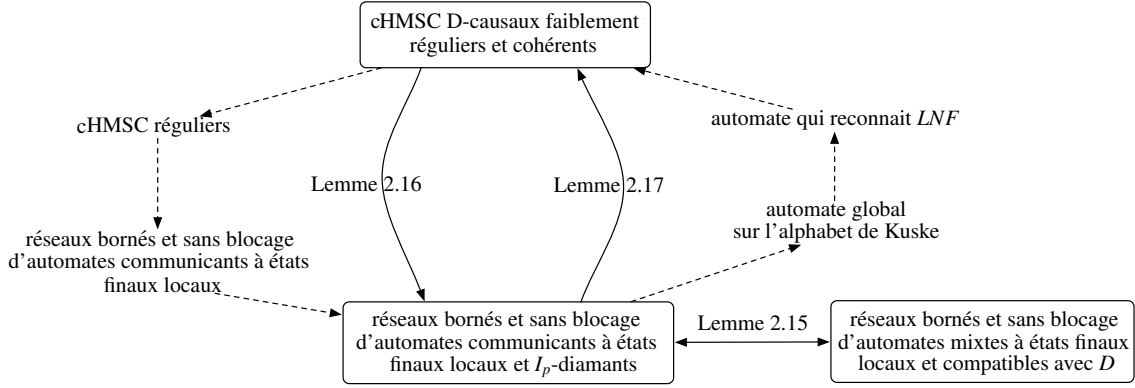 cHMSC D-causaux faiblement
réguliers et cohérents
cHMSC réguliers
automate qui reconnait LNF
Lemme 2.16
Lemme 2.17
automate global
sur l'alphabet de Kuske
réseaux bornés et sans blocage
d'automates communicants à états
finaux locaux
réseaux bornés et sans blocage
d'automates communicants à états
finaux locaux et Ip-diamants
Lemme 2.15
réseaux bornés et sans blocage
d'automates mixtes à états finaux
locaux et compatibles avec D